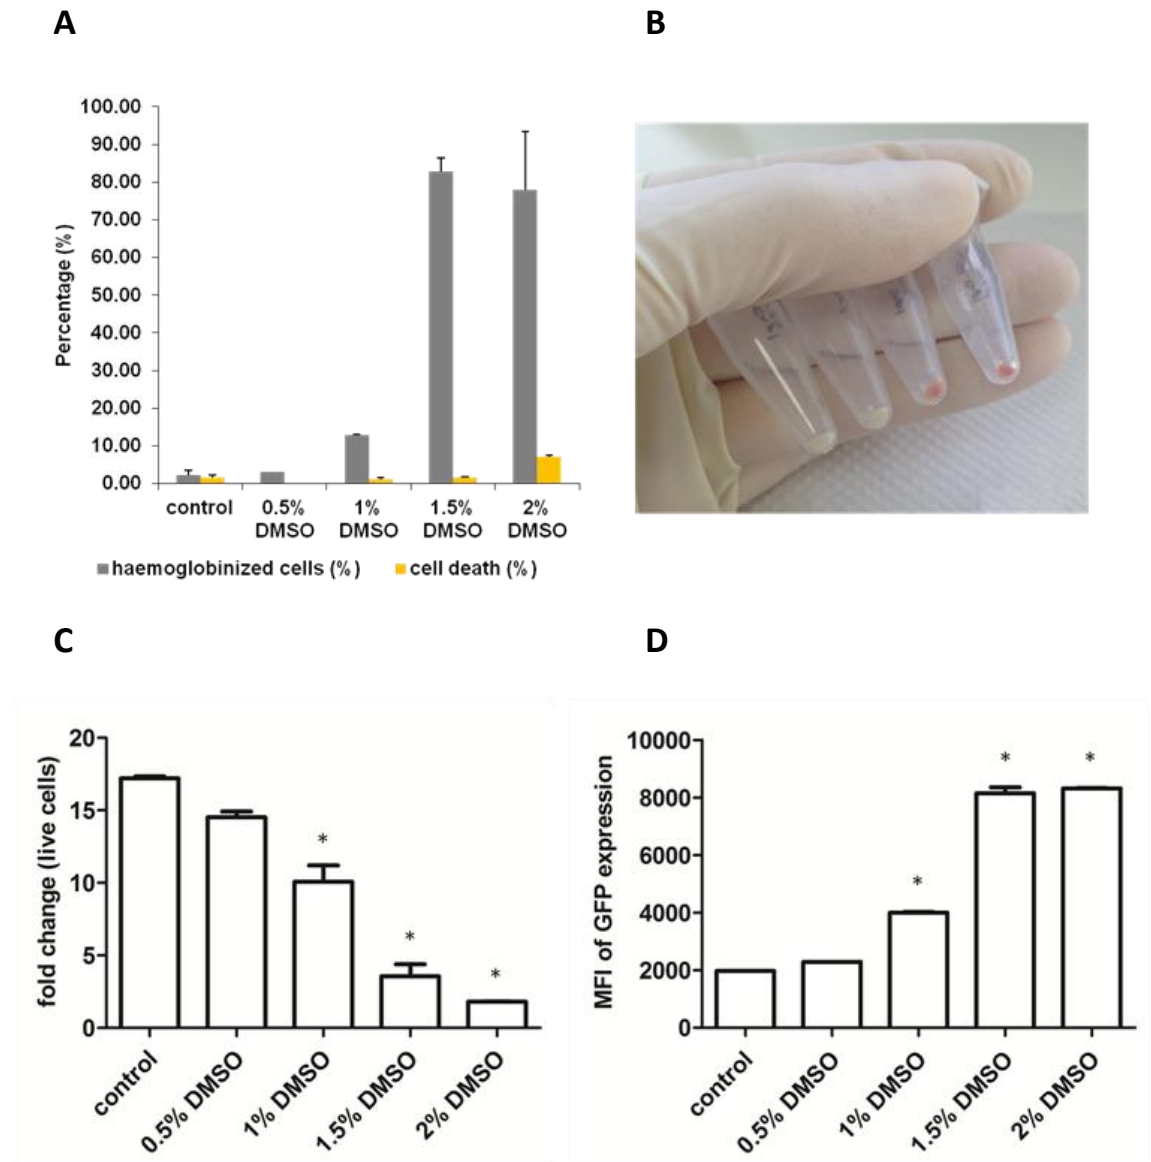 A
B
100.00
90.00
80.00
70.00
60.00
50.00
40.00
30.00
20.00
10.00
0.00
Percentage (%)
control
0.5% DMSO
1% DMSO
1.5% DMSO
2% DMSO
haemoglobinized cells (%)
cell death (%)
C
D
20
15
10
5
0
fold change (live cells)
*
*
*
control
0.5% DMSO
1% DMSO
1.5% DMSO
2% DMSO
10000
8000
6000
4000
2000
0
MFI of GFP expression
*
*
*
control
0.5% DMSO
1% DMSO
1.5% DMSO
2% DMSO